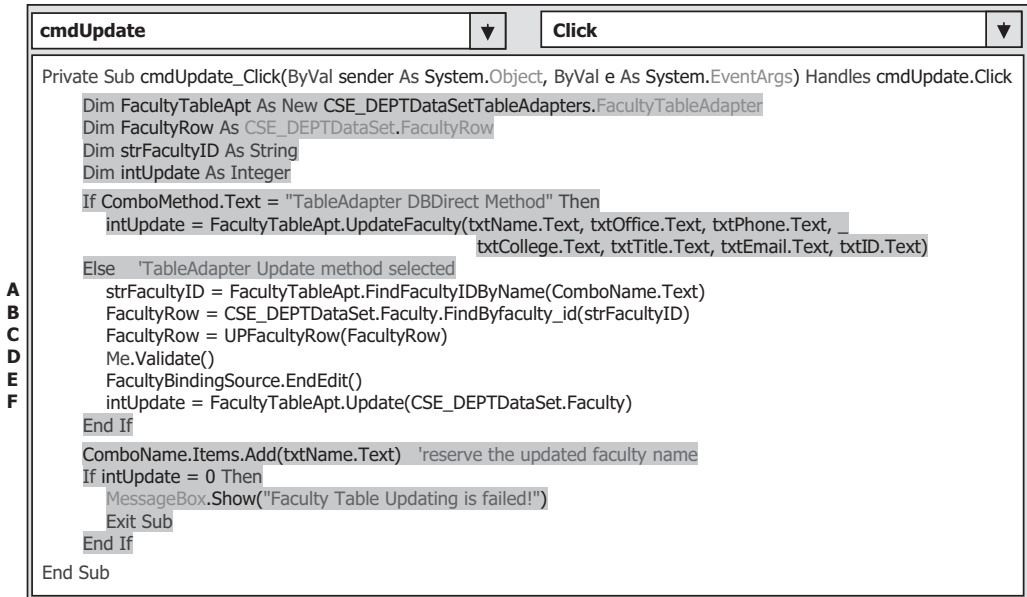 cmdUpdate Click
Private Sub cmdUpdate_Click(ByVal sender As System.Object, ByVal e As System.EventArgs) Handles cmdUpdate.Click
Dim FacultyTableApt As New CSE_DEPTDataSetTableAdapters.FacultyTableAdapter
Dim FacultyRow As CSE_DEPTDataSet.FacultyRow
Dim strFacultyID As String
Dim intUpdate As Integer
If ComboMethod.Text = "TableAdapter DBDirect Method" Then
intUpdate = FacultyTableApt.UpdateFaculty(txtName.Text, txtOffice.Text, txtPhone.Text, _
txtCollege.Text, txtTitle.Text, txtEmail.Text, txtID.Text)
Else 'TableAdapter Update method selected
A strFacultyID = FacultyTableApt.FindFacultyIDByName(ComboName.Text)
B FacultyRow = CSE_DEPTDataSet.Faculty.FindByfaculty_id(strFacultyID)
C FacultyRow = UPFacultyRow(FacultyRow)
D Me.Validate()
E FacultyBindingSource.EndEdit()
F intUpdate = FacultyTableApt.Update(CSE_DEPTDataSet.Faculty)
End If
ComboName.Items.Add(txtName.Text) 'reserve the updated faculty name
If intUpdate = 0 Then
MessageBox.Show("Faculty Table Updating is failed!")
Exit Sub
End If
End Sub